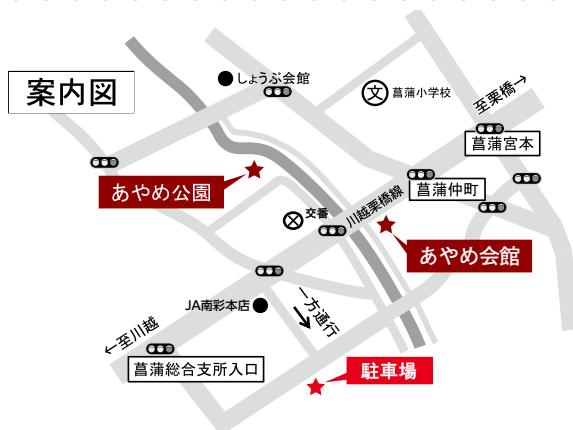 案内図
しょうぶ会館
文
菖蒲小学校
至栗橋→
菖蒲宮本
あやめ公園
菖蒲仲町
川越栗橋線
交番
あやめ会館
JA南彩本店
一方通行
←至川越
菖蒲総合支所入口
駐車場